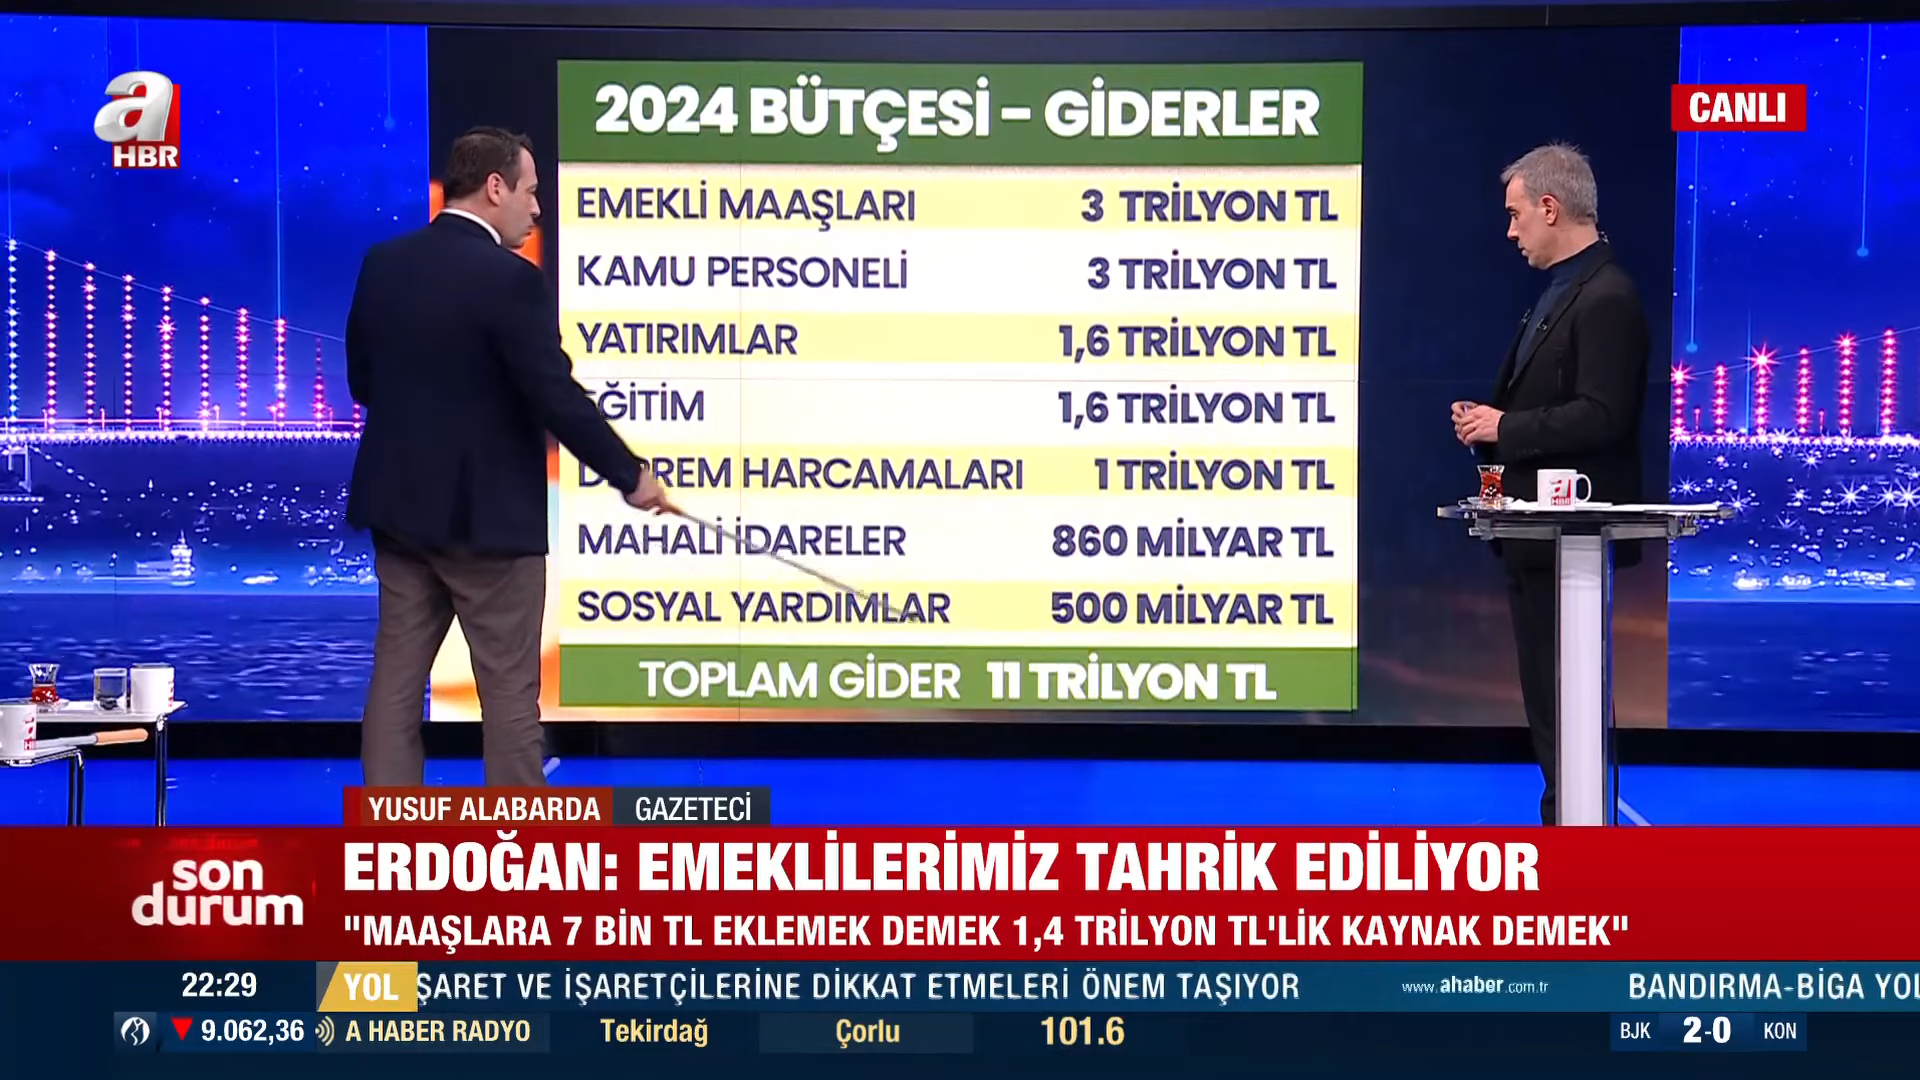 a
HBR
CANLI
2024 BÜTÇESİ - GİDERLER
EMEKLİ MAAŞLARI 3 TRİLYON TL
KAMU PERSONELİ 3 TRİLYON TL
YATIRIMLAR 1,6 TRİLYON TL
EĞİTİM 1,6 TRİLYON TL
DEPREM HARCAMALARI 1 TRİLYON TL
MAHALİ İDARELER 860 MİLYAR TL
SOSYAL YARDIMLAR 500 MİLYAR TL
TOPLAM GİDER 11 TRİLYON TL
YUSUF ALABARDA GAZETECİ
son durum
ERDOĞAN: EMEKLİLERİMİZ TAHRİK EDİLİYOR
"MAAŞLARA 7 BİN TL EKLEMEK DEMEK 1,4 TRİLYON TL'LİK KAYNAK DEMEK"
22:29 YOL ŞARET VE İŞARETÇİLERİNE DİKKAT ETMELERİ ÖNEM TAŞIYOR www.ahaber.com.tr BANDIRMA-BİGA YOL
9.062,36 A HABER RADYO Tekirdağ Çorlu 101.6 BJK 2-0 KON